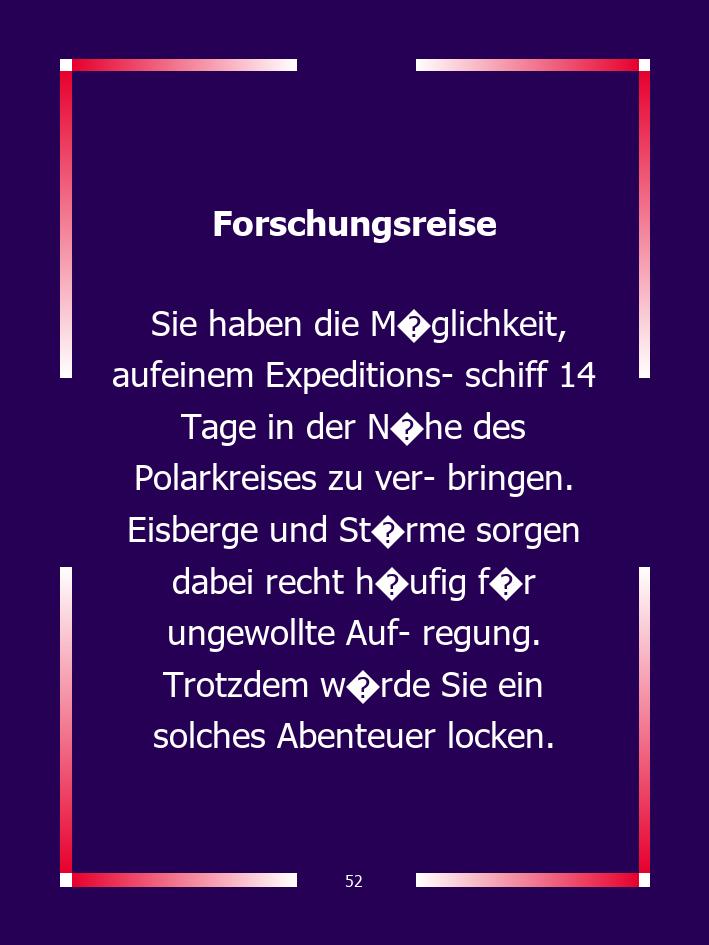 Forschungsreise
Sie haben die M�glichkeit,
aufeinem Expeditions- schiff 14
Tage in der N�he des
Polarkreises zu ver- bringen.
Eisberge und St�rme sorgen
dabei recht h�ufig f�r
ungewollte Auf- regung.
Trotzdem w�rde Sie ein
solches Abenteuer locken.
52